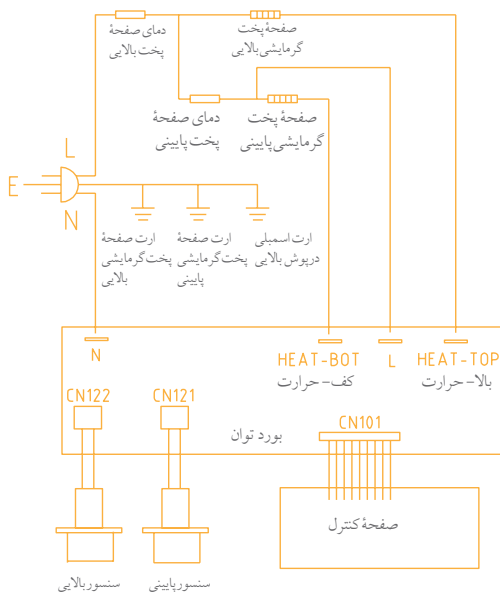 دمای صفحهٔ
پخت بالایی
صفحهٔ پخت
گرمایشی بالایی
دمای صفحهٔ
پخت پایینی
صفحهٔ پخت
گرمایشی پایینی
L
E
N
ارت صفحهٔ
پخت گرمایشی
بالایی
ارت صفحهٔ
پخت گرمایشی
پایینی
ارت اسمبلی
درپوش بالایی
N
HEAT-BOT
کف-حرارت
L
HEAT-TOP
بالا-حرارت
CN122
CN121
بورد توان
CN101
صفحهٔ کنترل
سنسور بالایی
سنسور پایینی